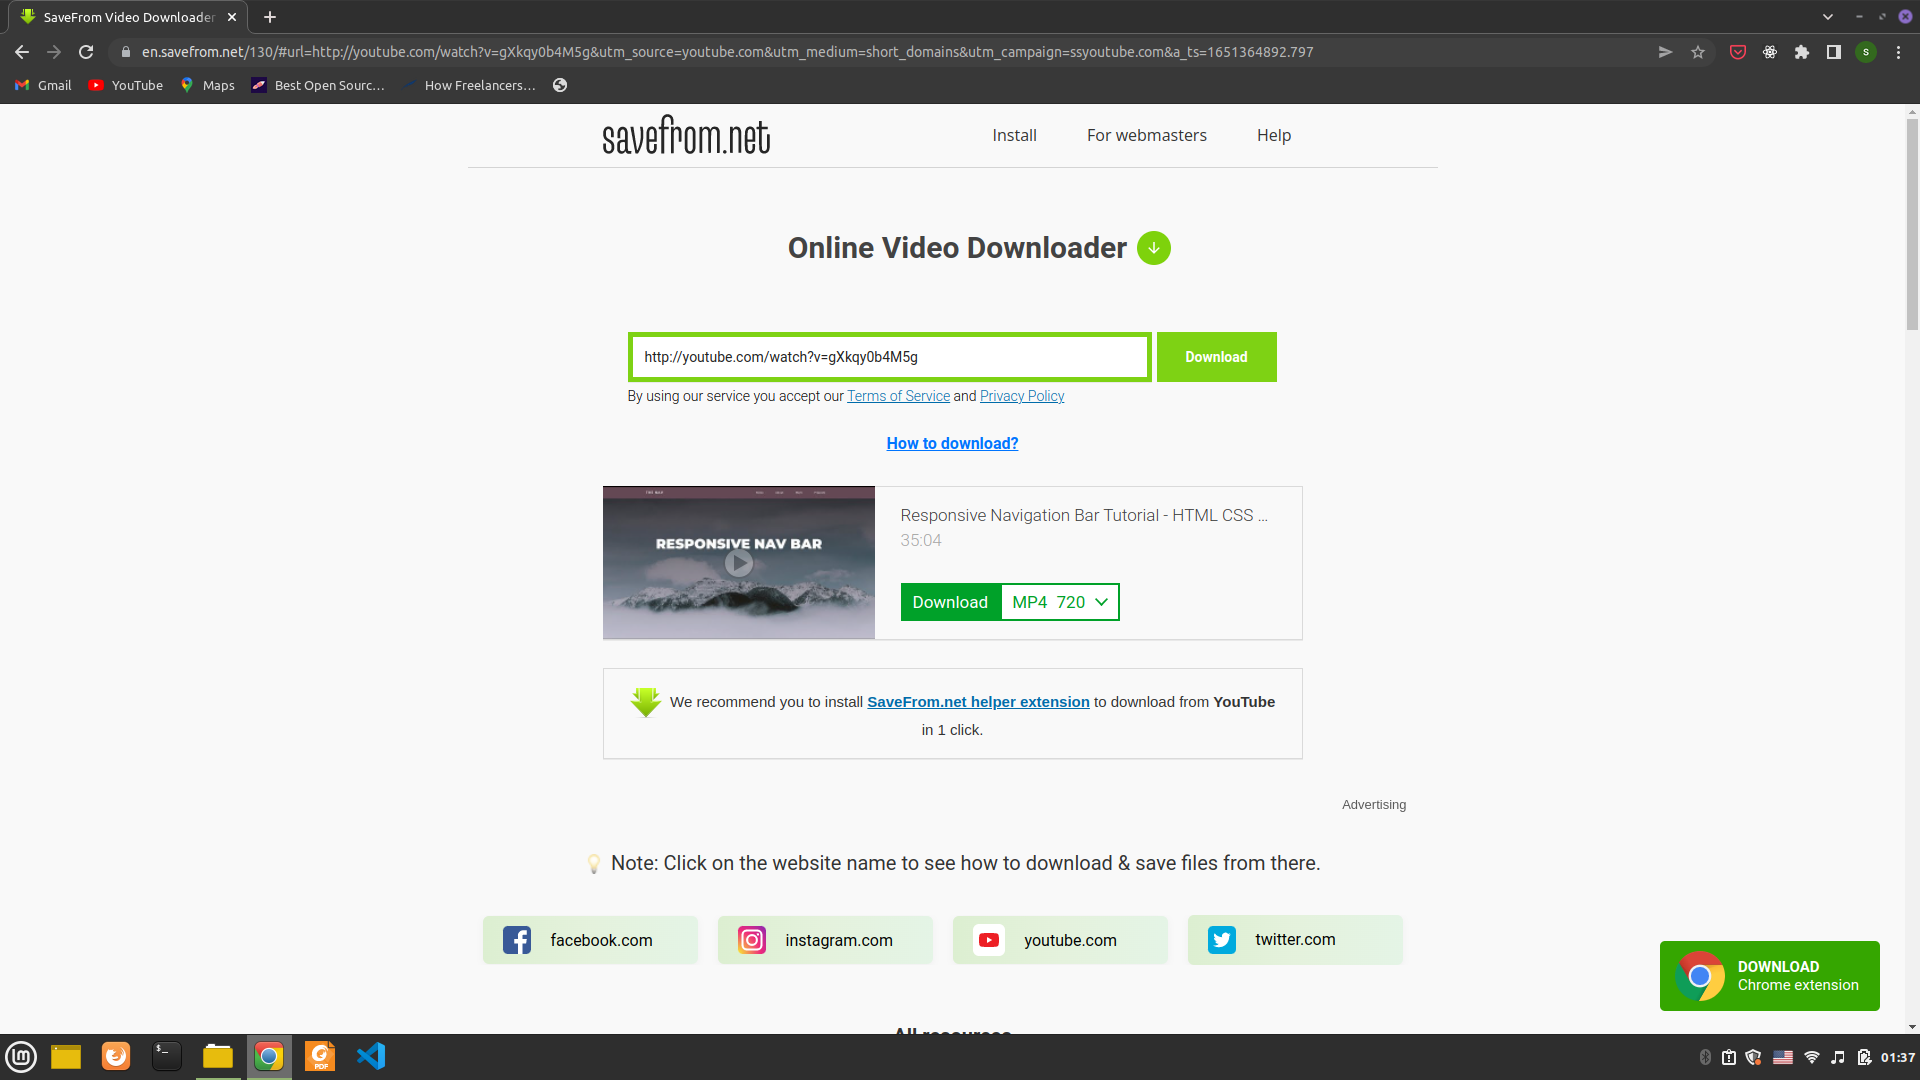 SaveFrom Video Downloader
en.savefrom.net/130/#url=http://youtube.com/watch?v=gXkqy0b4M5g&utm_source=youtube.com&utm_medium=short_domains&utm_campaign=ssyoutube.com&a_ts=1651364892.797
S
Gmail YouTube Maps Best Open Sourc… How Freelancers…
savefrom.net Install For webmasters Help
Online Video Downloader
http://youtube.com/watch?v=gXkqy0b4M5g Download
By using our service you accept our Terms of Service and Privacy Policy
How to download?
RESPONSIVE NAV BAR
Responsive Navigation Bar Tutorial - HTML CSS ...
35:04
Download MP4 720
We recommend you to install SaveFrom.net helper extension to download from YouTube
in 1 click.
Advertising
Note: Click on the website name to see how to download & save files from there.
facebook.com instagram.com youtube.com twitter.com
DOWNLOAD
Chrome extension
All resources
PDF
01:37